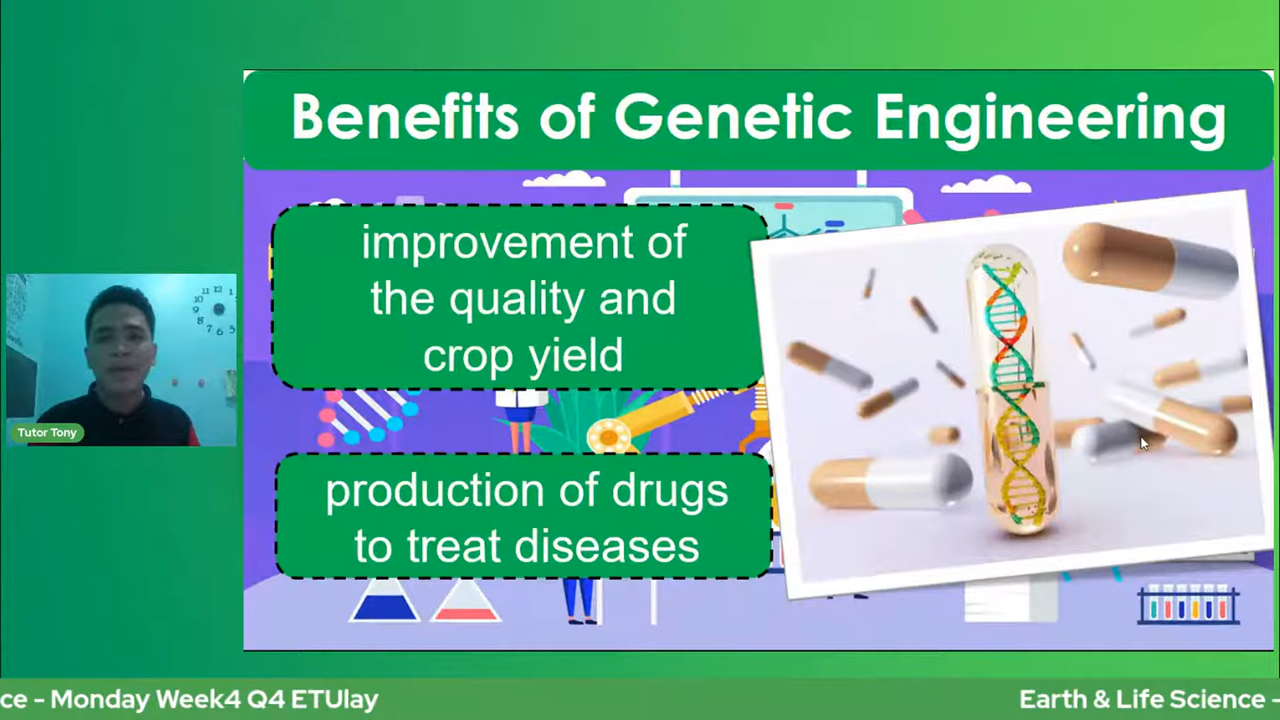 Benefits of Genetic Engineering
improvement of
the quality and
crop yield
production of drugs
to treat diseases
Tutor Tony
ce - Monday Week4 Q4 ETUlay
Earth & Life Science -